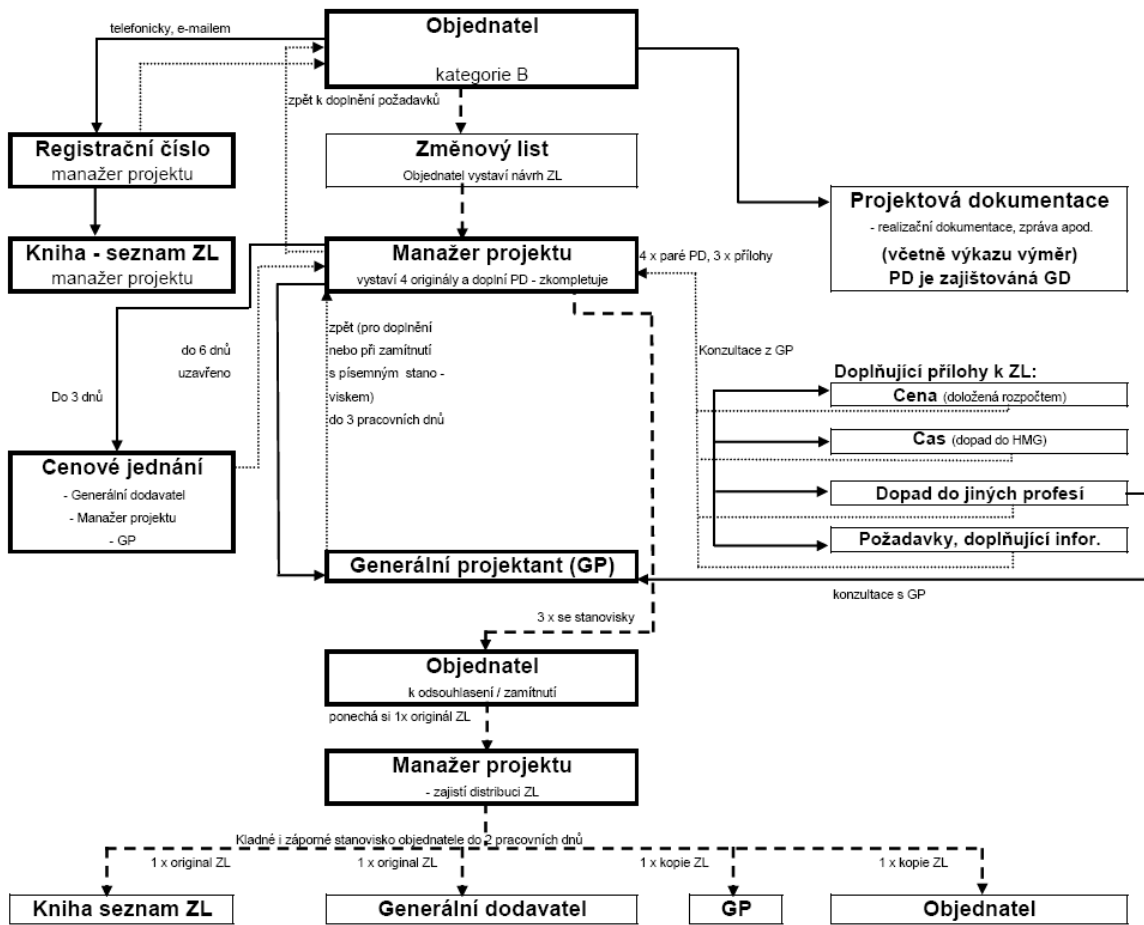 Objednatel
kategorie B
telefonicky, e-mailem
zpět k doplnění požadavků
Registrační číslo
manažer projektu
Změnový list
Objednatel vystaví návrh ZL
Projektová dokumentace
- realizační dokumentace, zpráva apod.
(včetně výkazu výměr)
PD je zajištováná GD
Kniha - seznam ZL
manažer projektu
Manažer projektu
vystaví 4 originály a doplní PD - zkompletuje
4 x paré PD, 3 x přílohy
do 6 dnů
uzavřeno
zpět (pro doplnění
nebo při zamítnutí
s písemným stano -
viskem)
do 3 pracovních dnů
Konzultace z GP
Do 3 dnů
Doplňující přílohy k ZL:
Cena (doložená rozpočtem)
Cas (dopad do HMG)
Dopad do jiných profesí
Požadavky, doplňující infor.
Cenové jednání
- Generální dodavatel
- Manažer projektu
- GP
Generální projektant (GP)
konzultace s GP
3 x se stanovisky
Objednatel
k odsouhlasení / zamítnutí
ponechá si 1x originál ZL
Manažer projektu
- zajistí distribuci ZL
Kladné i záporné stanovisko objednatele do 2 pracovních dnů
1 x original ZL
1 x original ZL
1 x kopie ZL
1 x kopie ZL
Kniha seznam ZL
Generální dodavatel
GP
Objednatel